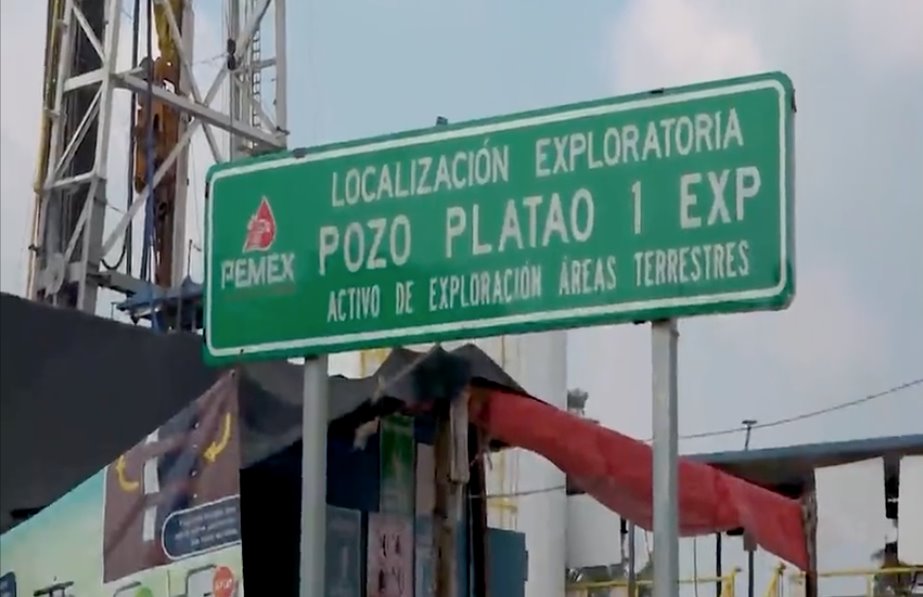 LOCALIZACIÓN EXPLORATORIA
POZO PLATAO 1 EXP
ACTIVO DE EXPLORACIÓN ÁREAS TERRESTRES
PEMEX